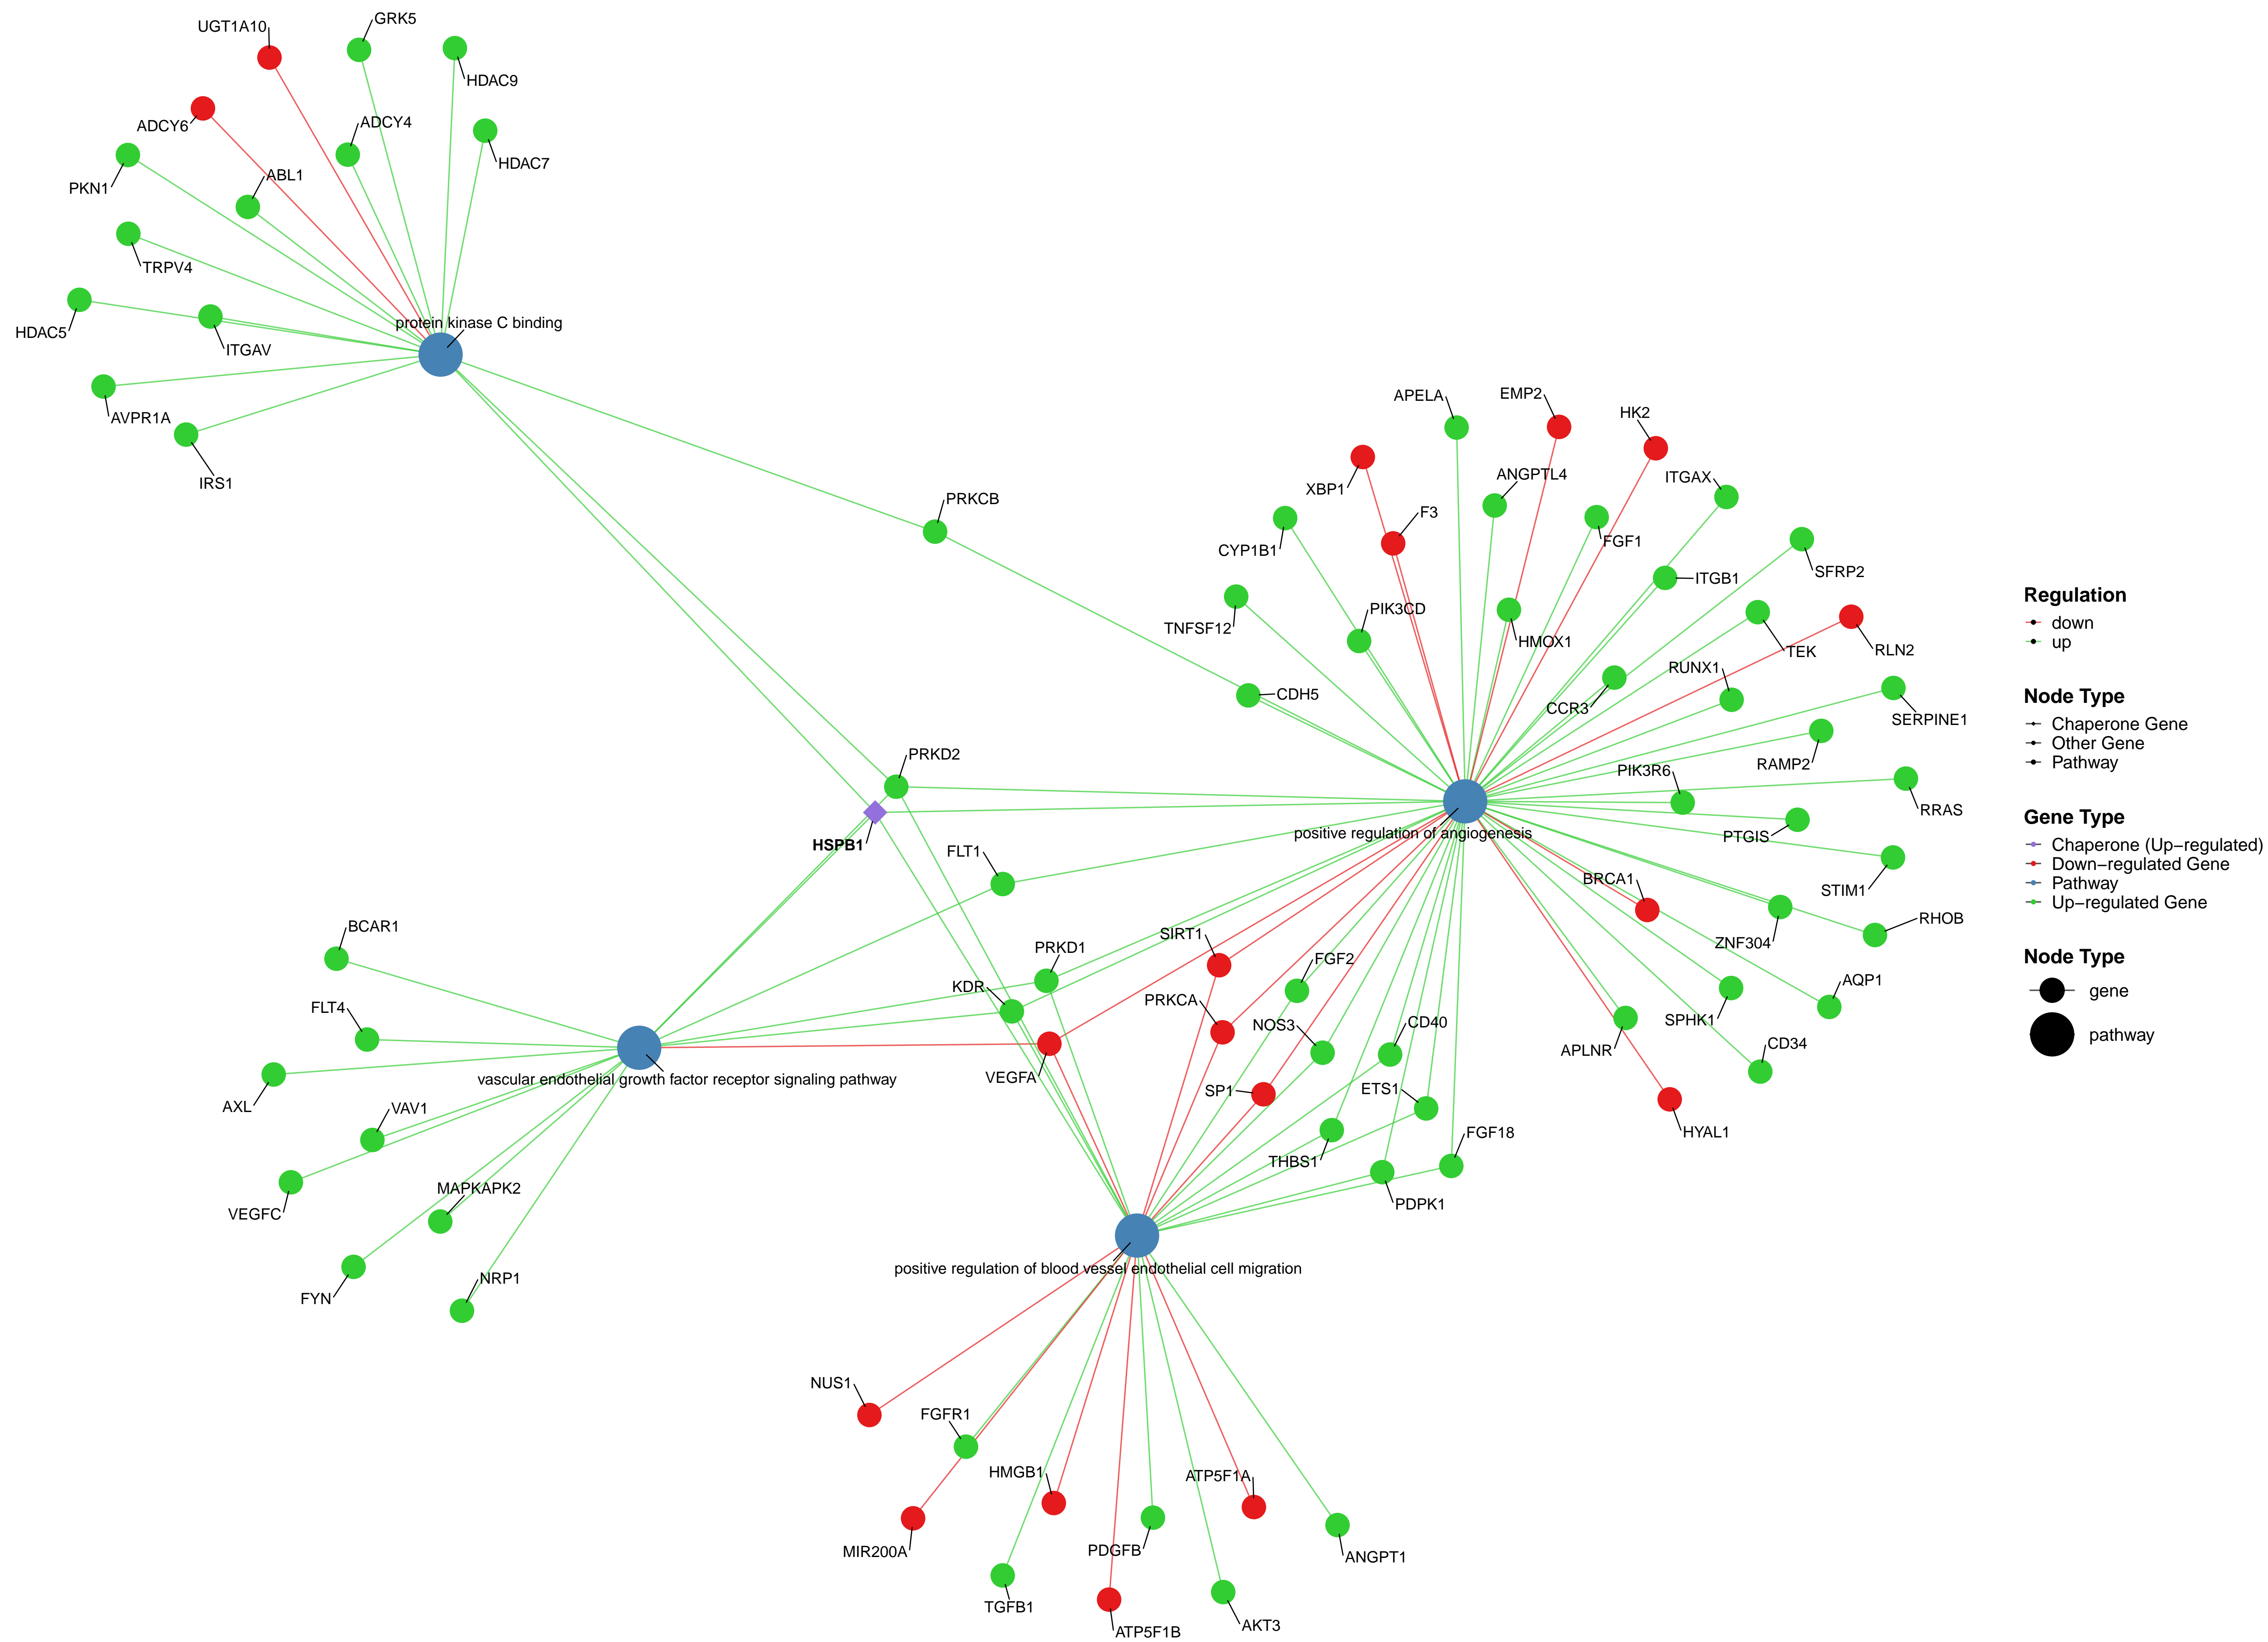 GRK5
UGT1A10
HDAC9
ADCY6
ADCY4
HDAC7
PKN1
ABL1
TRPV4
HDAC5
protein kinase C binding
ITGAV
AVPR1A
IRS1
PRKCB
APELA
EMP2
HK2
XBP1
ANGPTL4
ITGAX
F3
CYP1B1
FGF1
SFRP2
ITGB1
PIK3CD
TNFSF12
HMOX1
TEK
RLN2
RUNX1
CDH5
CCR3
SERPINE1
PRKD2
RAMP2
PIK3R6
RRAS
positive regulation of angiogenesis
PTGIS
HSPB1
FLT1
BRCA1
STIM1
BCAR1
SIRT1
PRKD1
ZNF304
RHOB
FGF2
KDR
PRKCA
AQP1
FLT4
NOS3
CD40
SPHK1
APLNR
CD34
VEGFA
vascular endothelial growth factor receptor signaling pathway
SP1
ETS1
AXL
VAV1
FGF18
HYAL1
THBS1
MAPKAPK2
PDPK1
VEGFC
positive regulation of blood vessel endothelial cell migration
NRP1
FYN
NUS1
FGFR1
HMGB1
ATP5F1A
MIR200A
PDGFB
ANGPT1
TGFB1
ATP5F1B
AKT3
Regulation
down
up
Node Type
Chaperone Gene
Other Gene
Pathway
Gene Type
Chaperone (Up−regulated)
Down−regulated Gene
Pathway
Up−regulated Gene
Node Type
gene
pathway